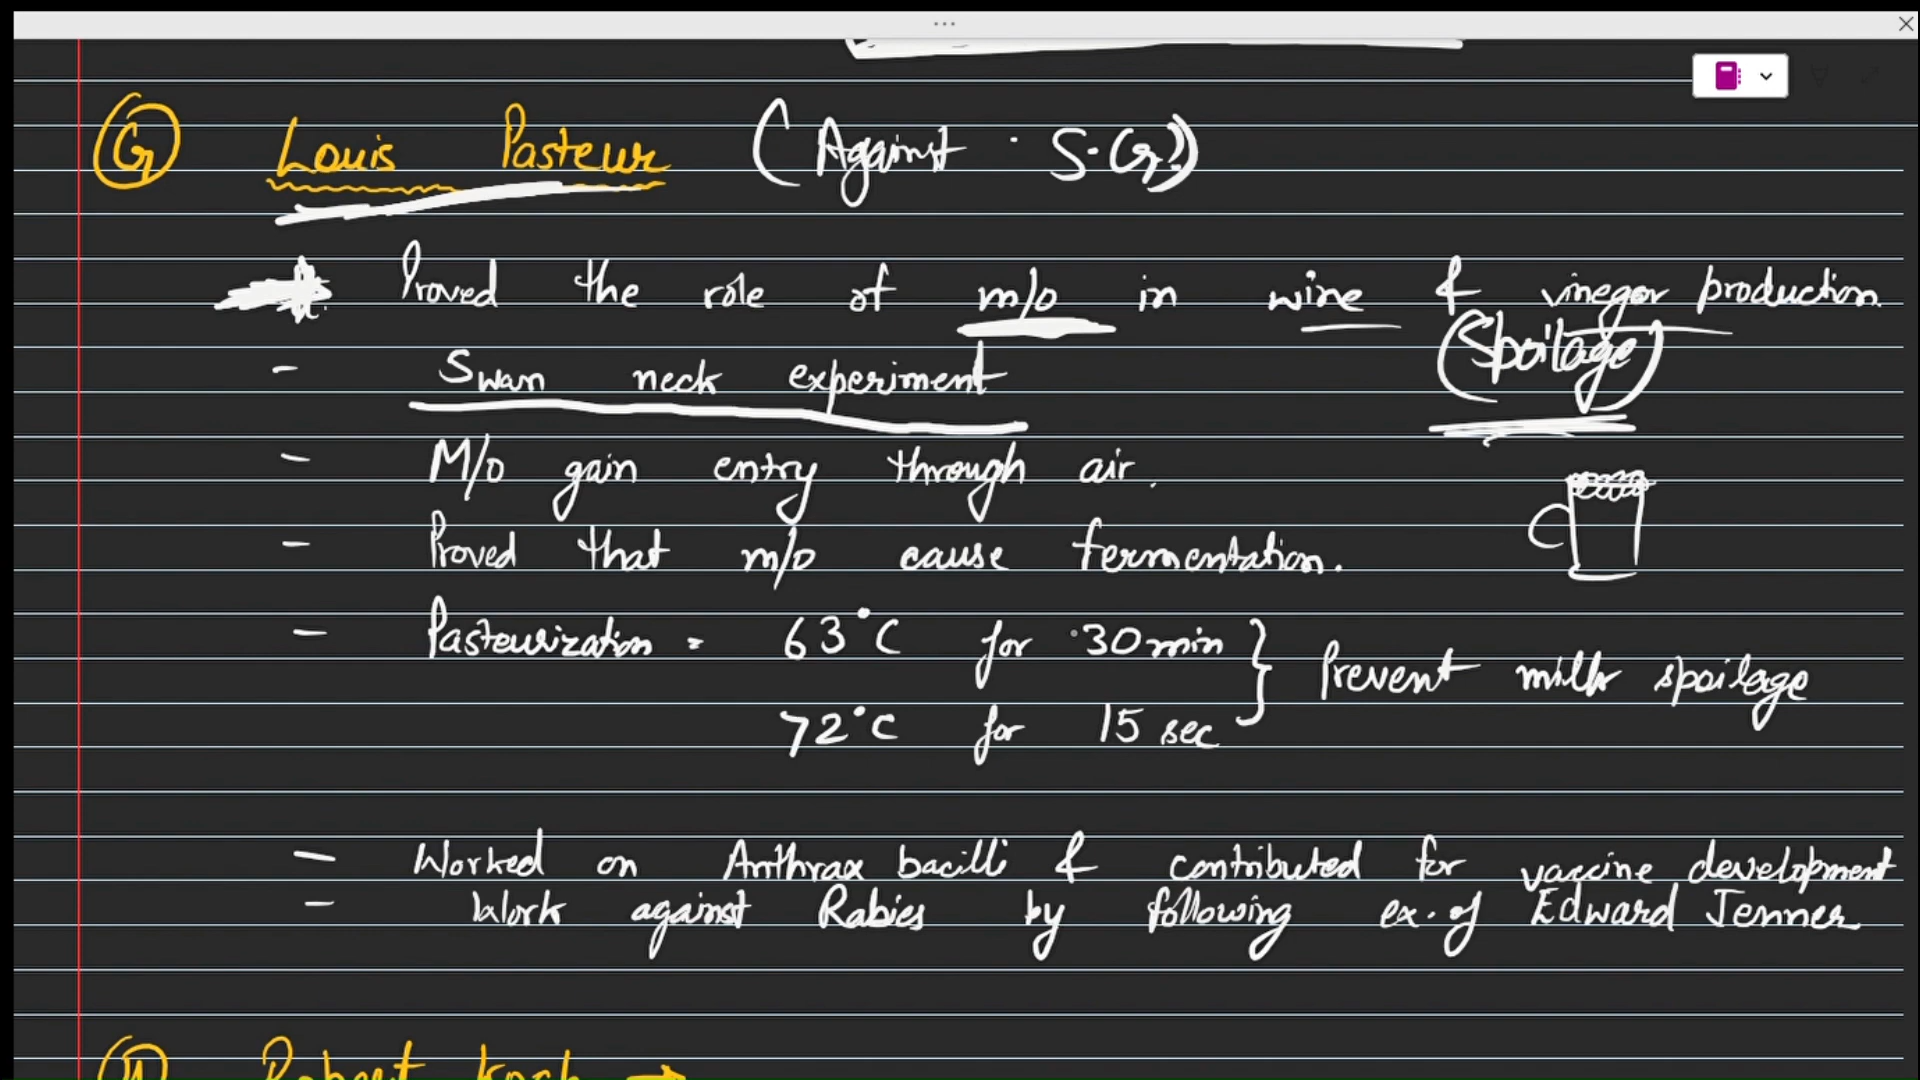 G Louis Pasteur (Against S.G.)
Proved the role of m/o in wine & vinegar production.
(Spoilage)
- Swan neck experiment
- M/o gain entry through air.
- Proved that m/o cause fermentation.
- Pasteurization = 63°C for 30 min } Prevent milk spoilage
72°C for 15 sec
- Worked on Anthrax bacilli & contributed for vaccine development
- Work against Rabies by following ex. of Edward Jenner
Robert Koch →